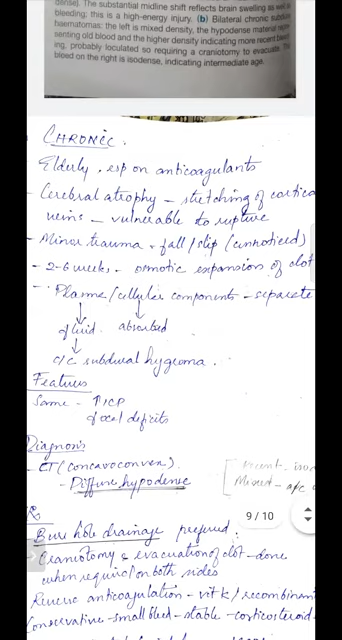 dense). The substantial midline shift reflects brain swelling as well as
bleeding; this is a high-energy injury. (b) Bilateral chronic subdural
haematomas: the left is mixed density, the hypodense material repre-
senting old blood and the higher density indicating more recent bleed-
ing, probably loculated so requiring a craniotomy to evacuate. The
bleed on the right is isodense, indicating intermediate age.
CHRONIC
Elderly, esp on anticoagulants
- Cerebral atrophy - stretching of cortica
veins - vulnerable to rupture
- Minor trauma - fall/slip (unnoticed)
- 2-6 weeks - osmotic expansion of clot
- Plasma/cellular components - separate
↓ ↓
fluid absorbed
↓
c/c subdural hygroma.
Features
Same - ↑ICP
focal deficits
Diagnosis
- CT (concavoconvex)
- Diffuse hypodense
Mixed - a/c
9 / 10
Burr hole drainage preferred
Craniotomy & evacuation of clot - done
when required on both sides
Reverse anticoagulation - vit k / recombinant
Conservative - small bleed - stable - corticosteroid -